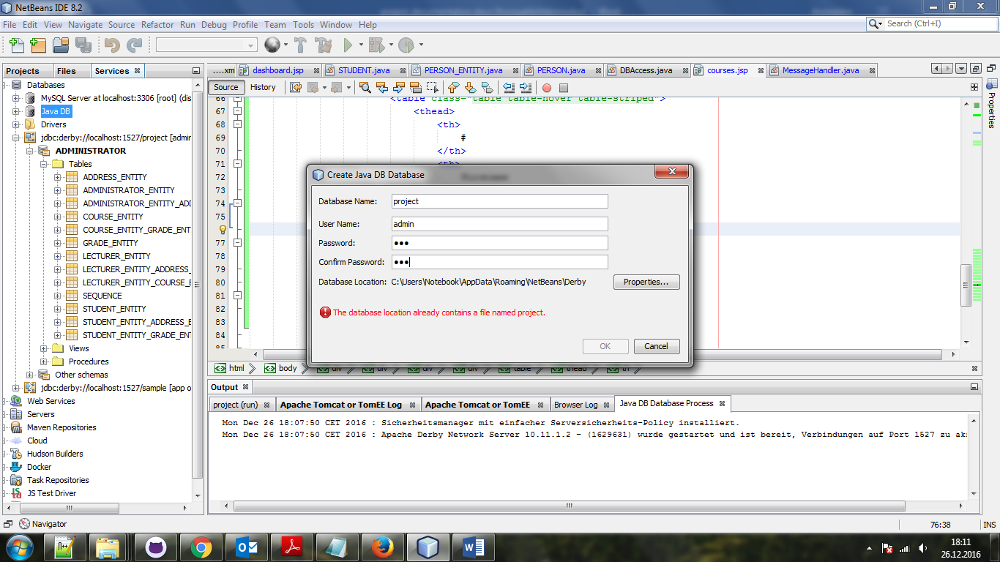 NetBeans IDE 8.2
File Edit View Navigate Source Refactor Run Debug Profile Team Tools Window Help
Search (Ctrl+I)
Projects Files Services
Databases
MySQL Server at localhost:3306 [root] (dis
Java DB
Drivers
jdbc:derby://localhost:1527/project [admin
ADMINISTRATOR
Tables
ADDRESS_ENTITY
ADMINISTRATOR_ENTITY
ADMINISTRATOR_ENTITY_ADD
COURSE_ENTITY
COURSE_ENTITY_GRADE_ENT
GRADE_ENTITY
LECTURER_ENTITY
LECTURER_ENTITY_ADDRESS_
LECTURER_ENTITY_COURSE_E
SEQUENCE
STUDENT_ENTITY
STUDENT_ENTITY_ADDRESS_E
STUDENT_ENTITY_GRADE_ENT
Views
Procedures
Other schemas
jdbc:derby://localhost:1527/sample [app o
Web Services
Servers
Maven Repositories
Cloud
Hudson Builders
Docker
Task Repositories
JS Test Driver
Navigator
....xm dashboard.jsp STUDENT.java PERSON_ENTITY.java PERSON.java DBAccess.java courses.jsp MessageHandler.java
Source History
66 <table class="table table-hover table-striped">
67 <thead>
68 <th>
69 #
70 </th>
71 <th>
72
73
74
75
77
78
79
80
81
82
83
84
85
Properties
Create Java DB Database
Database Name: project
User Name: admin
Password: •••
Confirm Password: •••
Database Location: C:\Users\Notebook\AppData\Roaming\NetBeans\Derby
Properties...
The database location already contains a file named project.
OK Cancel
html body div div div div table thead th
Output
project (run) Apache Tomcat or TomEE Log Apache Tomcat or TomEE Browser Log Java DB Database Process
Mon Dec 26 18:07:50 CET 2016 : Sicherheitsmanager mit einfacher Serversicherheits-Policy installiert.
Mon Dec 26 18:07:50 CET 2016 : Apache Derby Network Server 10.11.1.2 - (1629631) wurde gestartet und ist bereit, Verbindungen auf Port 1527 zu ak
76:38 INS
18:11
26.12.2016